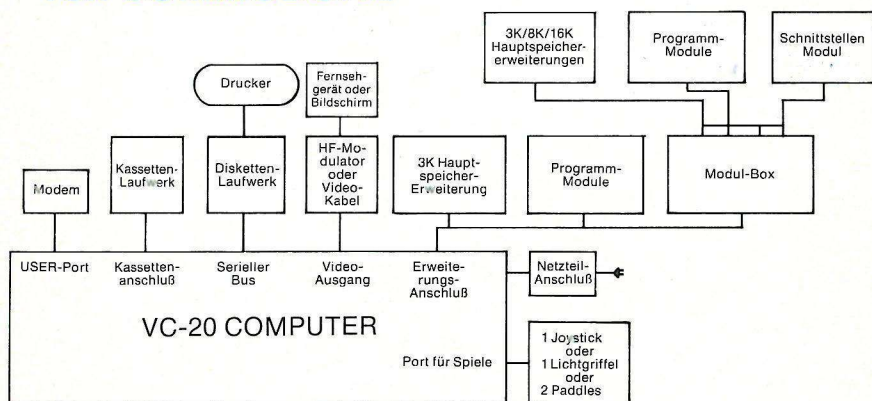 3K/8K/16K
Hauptspeicher-
erweiterungen
Programm-
Module
Schnittstellen
Modul
Drucker
Fernseh-
gerät oder
Bildschirm
Modem
Kassetten-
Laufwerk
Disketten-
Laufwerk
HF-Mo-
dulator
oder
Video-
Kabel
3K Haupt-
speicher-
Erweiterung
Programm-
Module
Modul-Box
USER-Port
Kassetten-
anschluß
Serieller
Bus
Video-
Ausgang
Erweite-
rungs-
Anschluß
Netzteil-
Anschluß
VC-20 COMPUTER
Port für Spiele
1 Joystick
oder
1 Lichtgriffel
oder
2 Paddles